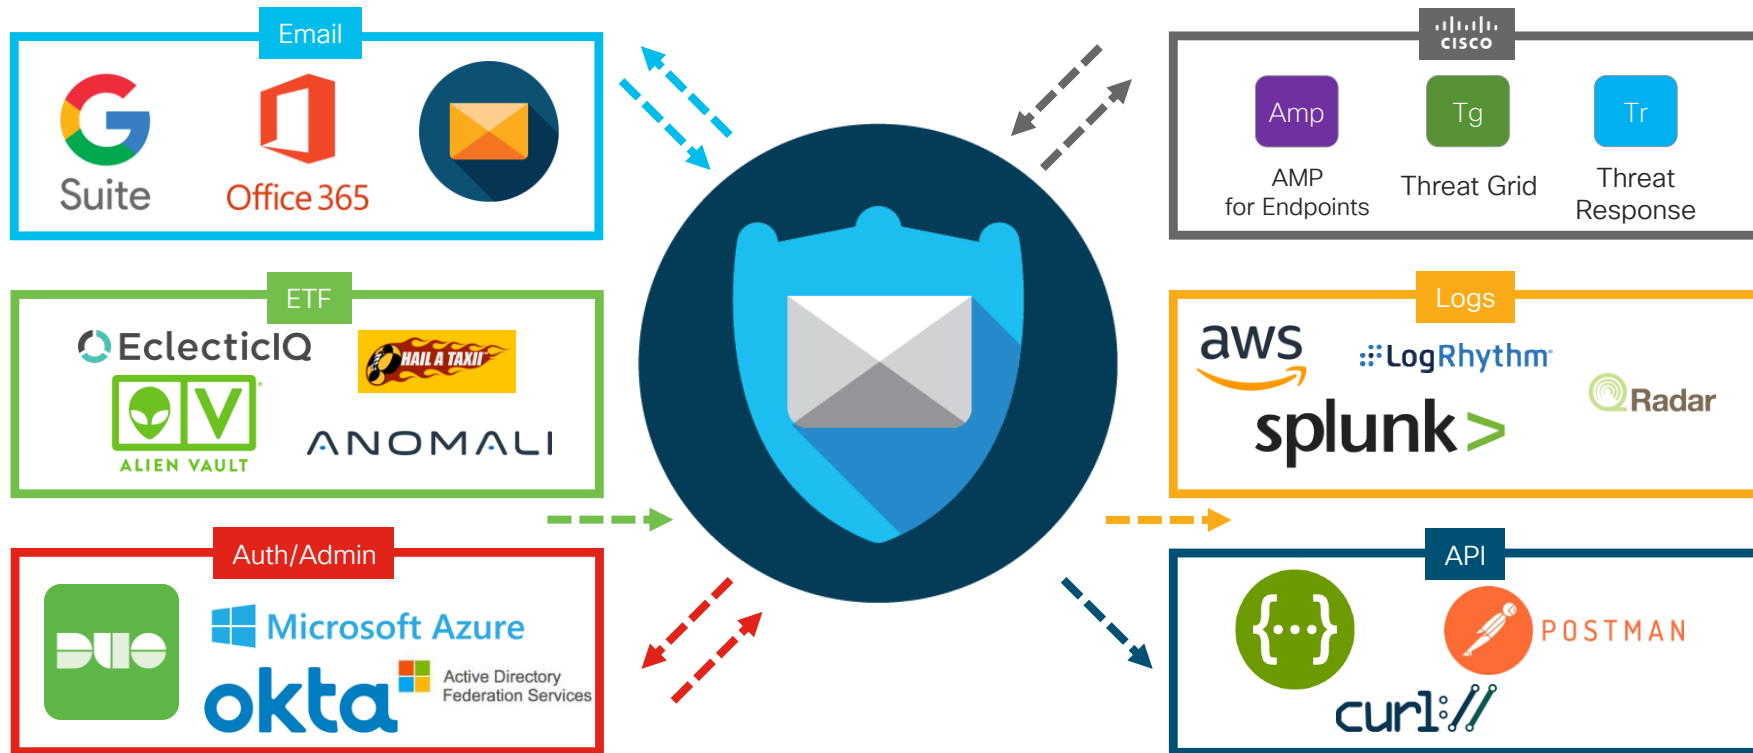 Email
G
Suite
Office 365
CISCO
Amp
Tg
Tr
AMP
for Endpoints
Threat Grid
Threat
Response
ETF
EclecticIQ
HAIL A TAXII
ALIEN VAULT
ANOMALI
Logs
aws
LogRhythm
QRadar
splunk>
Auth/Admin
DUO
Microsoft Azure
okta
Active Directory
Federation Services
API
{...}
POSTMAN
curl://